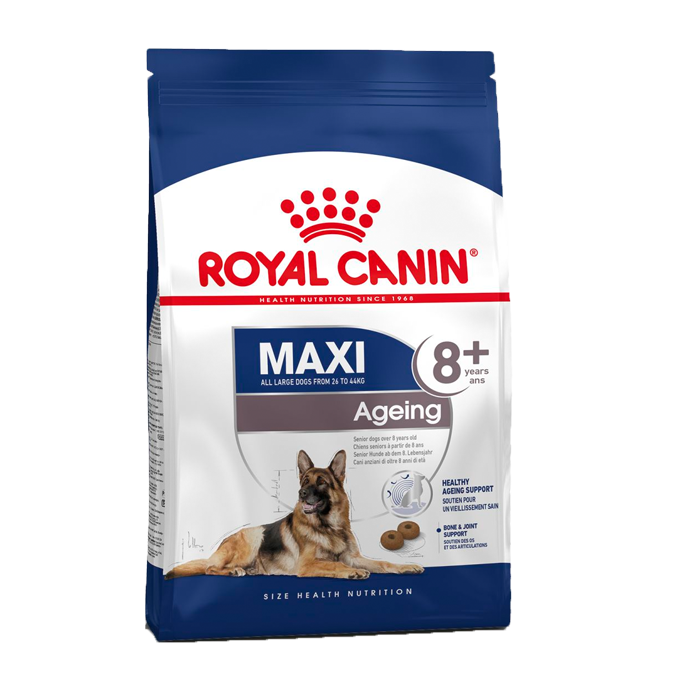 ROYAL CANIN®
HEALTH NUTRITION SINCE 1968
MAXI
ALL LARGE DOGS FROM 26 TO 44KG
8+
years
ans
Ageing
Senior dogs over 8 years old
Chiens seniors à partir de 8 ans
Senior Hunde ab dem 8. Lebensjahr
Cani anziani di oltre 8 anni di età
HEALTHY
AGEING SUPPORT
SOUTIEN POUR
UN VIEILLISSEMENT SAIN
BONE & JOINT
SUPPORT
SOUTIEN DES OS
ET DES ARTICULATIONS
SIZE HEALTH NUTRITION